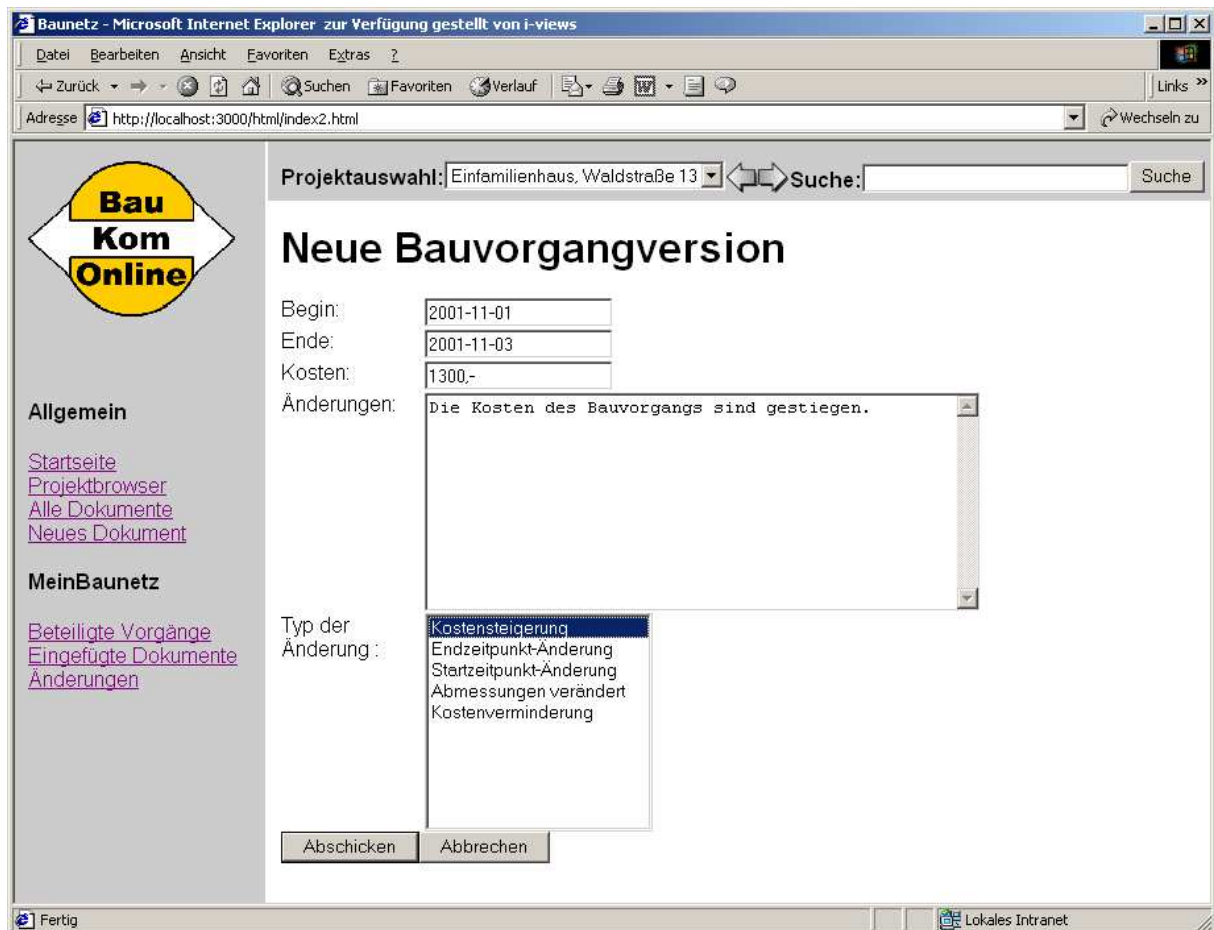 Baunetz - Microsoft Internet Explorer zur Verfügung gestellt von i-views
Datei Bearbeiten Ansicht Favoriten Extras ?
Zurück Suchen Favoriten Verlauf Links »
Adresse http://localhost:3000/html/index2.html Wechseln zu
Bau
Kom
Online
Projektauswahl: Einfamilienhaus, Waldstraße 13 Suche: Suche
Neue Bauvorgangversion
Begin: 2001-11-01
Ende: 2001-11-03
Kosten: 1300,-
Änderungen: Die Kosten des Bauvorgangs sind gestiegen.
Allgemein
Startseite
Projektbrowser
Alle Dokumente
Neues Dokument
MeinBaunetz
Beteiligte Vorgänge
Eingefügte Dokumente
Änderungen
Typ der
Änderung :
Kostensteigerung
Endzeitpunkt-Änderung
Startzeitpunkt-Änderung
Abmessungen verändert
Kostenverminderung
Abschicken Abbrechen
Fertig Lokales Intranet